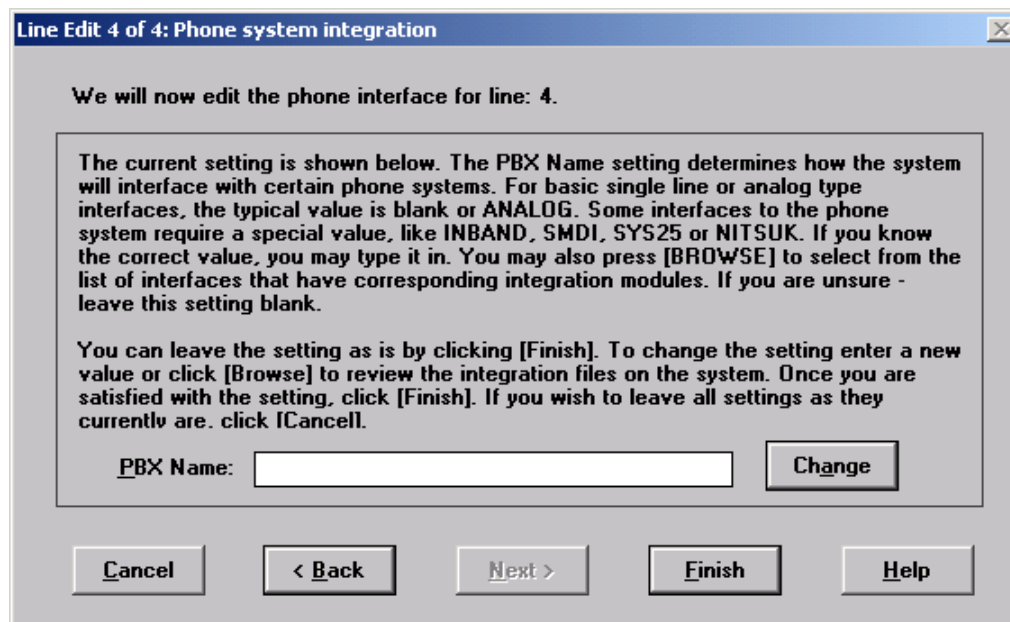 Line Edit 4 of 4: Phone system integration
We will now edit the phone interface for line: 4.
The current setting is shown below. The PBX Name setting determines how the system
will interface with certain phone systems. For basic single line or analog type
interfaces, the typical value is blank or ANALOG. Some interfaces to the phone
system require a special value, like INBAND, SMDI, SYS25 or NITSUK. If you know
the correct value, you may type it in. You may also press [BROWSE] to select from the
list of interfaces that have corresponding integration modules. If you are unsure -
leave this setting blank.
You can leave the setting as is by clicking [Finish]. To change the setting enter a new
value or click [Browse] to review the integration files on the system. Once you are
satisfied with the setting, click [Finish]. If you wish to leave all settings as they
currently are, click [Cancel].
PBX Name:
Change
Cancel
< Back
Next >
Finish
Help